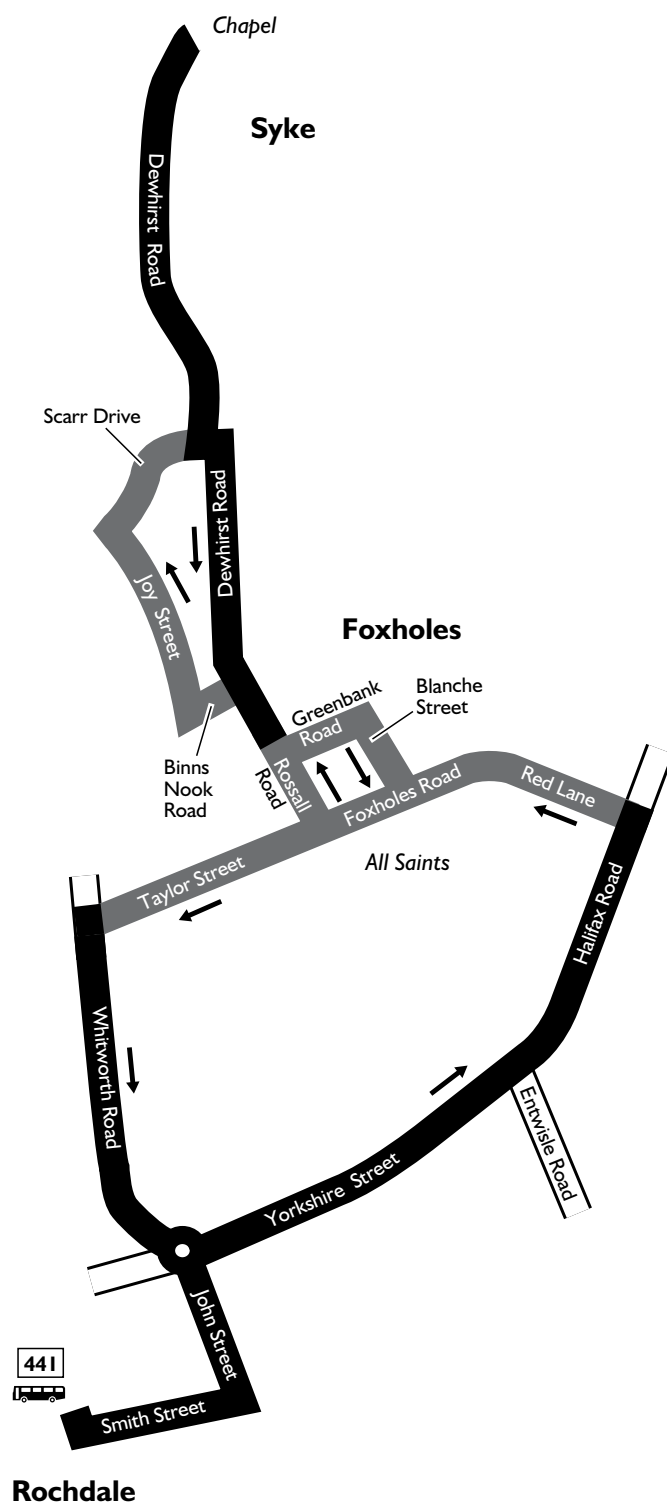 Chapel
Syke
Dewhirst Road
Scarr Drive
Dewhirst Road
Joy Street
Foxholes
Greenbank
Road
Blanche
Street
Rossall
Road
Binns
Nook
Road
Foxholes Road
Red Lane
Taylor Street
All Saints
Halifax Road
Whitworth Road
Entwisle Road
Yorkshire Street
John Street
441
Smith Street
Rochdale